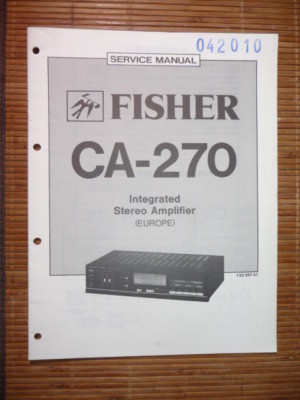 042010
SERVICE MANUAL
FISHER
CA-270
Integrated
Stereo Amplifier
(EUROPE)